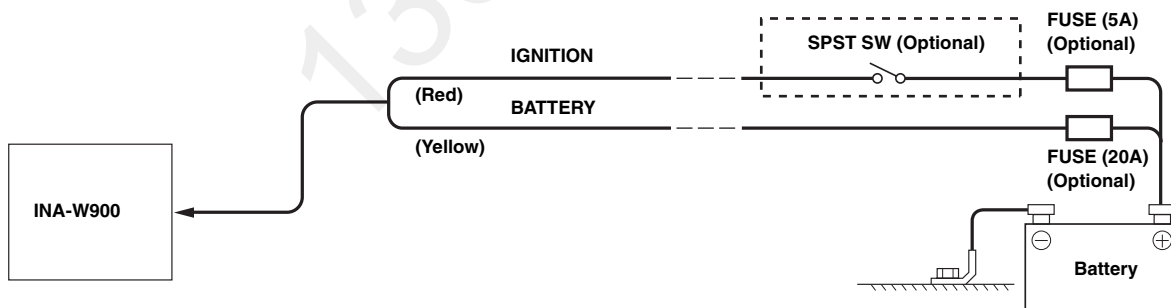 FUSE (5A)
(Optional)
SPST SW (Optional)
IGNITION
(Red)
BATTERY
(Yellow)
FUSE (20A)
(Optional)
INA-W900
Battery